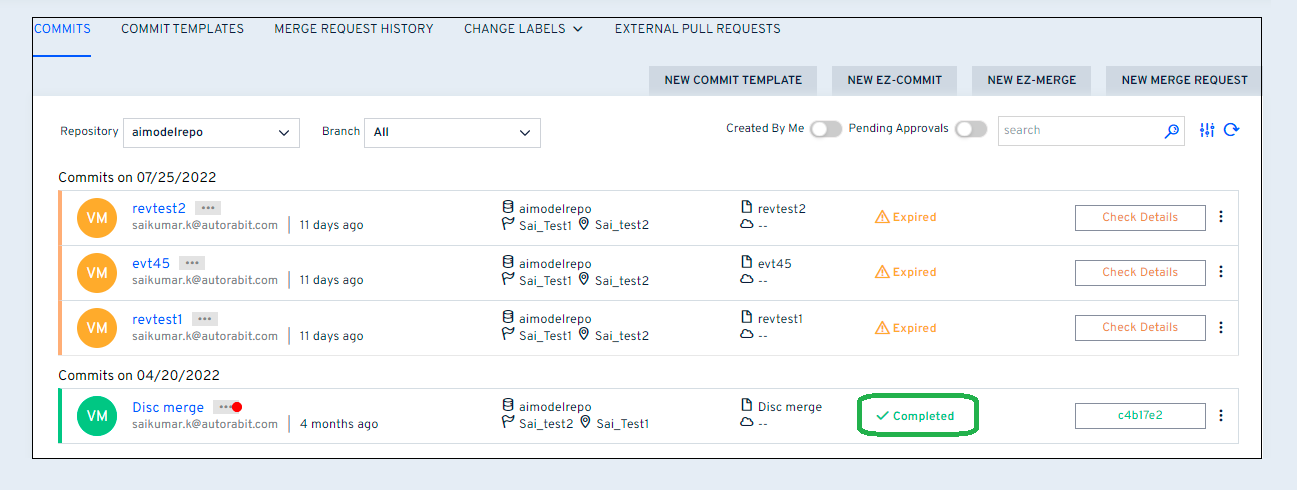 COMMITS COMMIT TEMPLATES MERGE REQUEST HISTORY CHANGE LABELS EXTERNAL PULL REQUESTS
NEW COMMIT TEMPLATE NEW EZ-COMMIT NEW EZ-MERGE NEW MERGE REQUEST
Repository aimodelrepo Branch All Created By Me Pending Approvals search
Commits on 07/25/2022
VM revtest2 ••• aimodelrepo revtest2 Expired Check Details
saikumar.k@autorabit.com 11 days ago Sai_Test1 Sai_test2 --
VM evt45 ••• aimodelrepo evt45 Expired Check Details
saikumar.k@autorabit.com 11 days ago Sai_Test1 Sai_test2 --
VM revtest1 ••• aimodelrepo revtest1 Expired Check Details
saikumar.k@autorabit.com 11 days ago Sai_Test1 Sai_test2 --
Commits on 04/20/2022
VM Disc merge ••• aimodelrepo Disc merge Completed c4b17e2
saikumar.k@autorabit.com 4 months ago Sai_test2 Sai_Test1 --